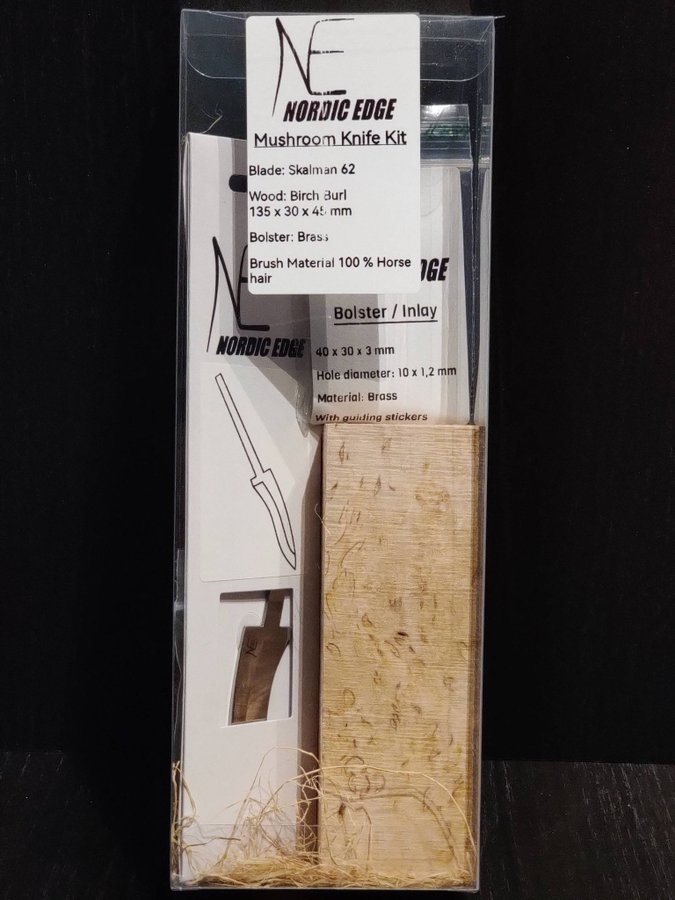 NE
NORDIC EDGE
Mushroom Knife Kit
Blade: Skalman 62
Wood: Birch Burl
135 x 30 x 45 mm
Bolster: Brass
Brush Material 100 % Horse
hair
NE
NORDIC EDGE
DGE
Bolster / Inlay
40 x 30 x 3 mm
Hole diameter: 10 x 1,2 mm
Material: Brass
With guiding stickers
NE